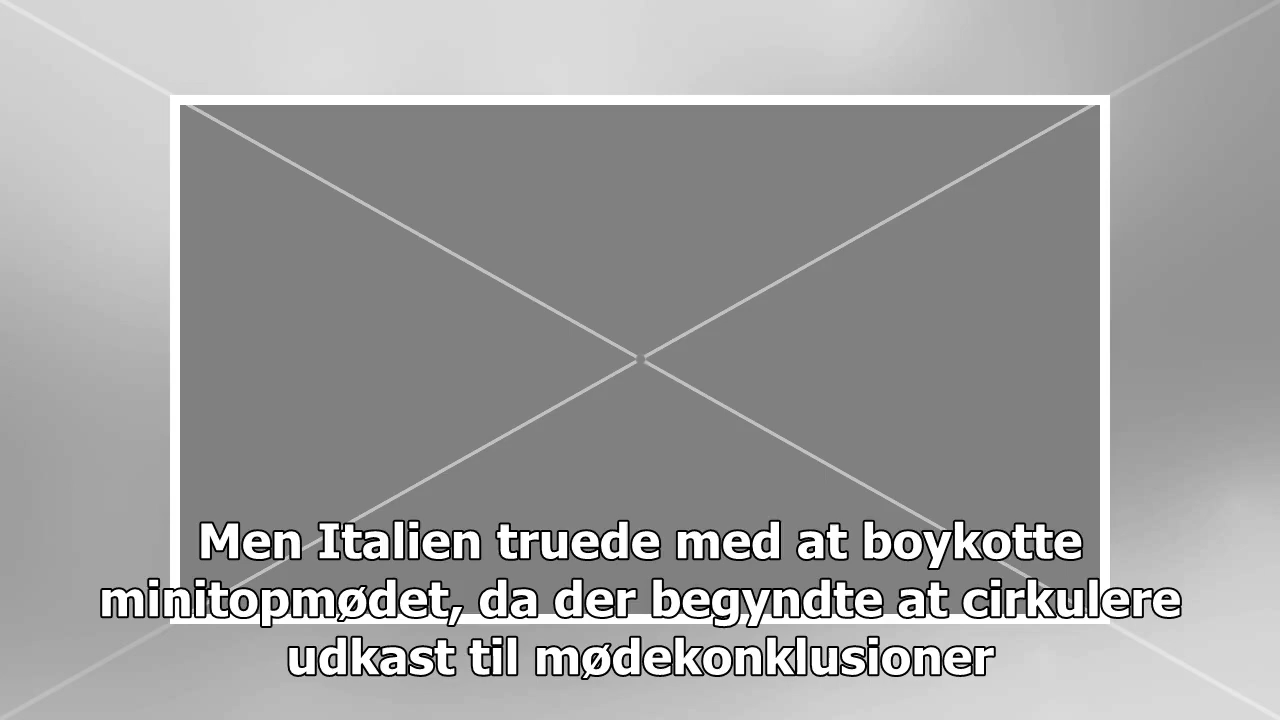 Men Italien truede med at boykotte
minitopmødet, da der begyndte at cirkulere
udkast til mødekonklusioner